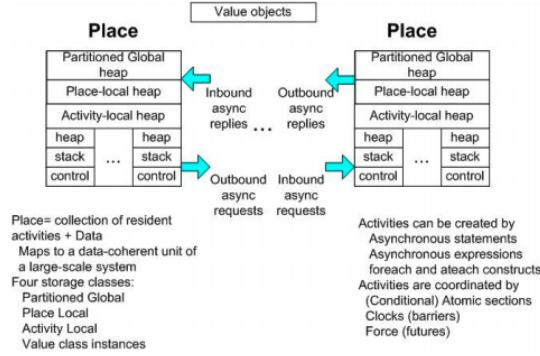 Value objects
Place
Partitioned Global
heap
Place-local heap
Activity-local heap
heap
heap
stack
...
stack
control
control
Inbound
async
replies
Outbound
async
replies
...
Outbound
async
requests
Inbound
async
requests
Place
Partitioned Global
heap
Place-local heap
Activity-local heap
heap
heap
stack
...
stack
control
control
Place= collection of resident
activities + Data
Maps to a data-coherent unit of
a large-scale system
Four storage classes:
Partitioned Global
Place Local
Activity Local
Value class instances
Activities can be created by
Asynchronous statements
Asynchronous expressions
foreach and ateach constructs
Activities are coordinated by
(Conditional) Atomic sections
Clocks (barriers)
Force (futures)